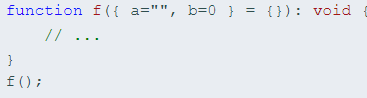 function f({ a="", b=0 } = {}): void {
    // ...
}
f();